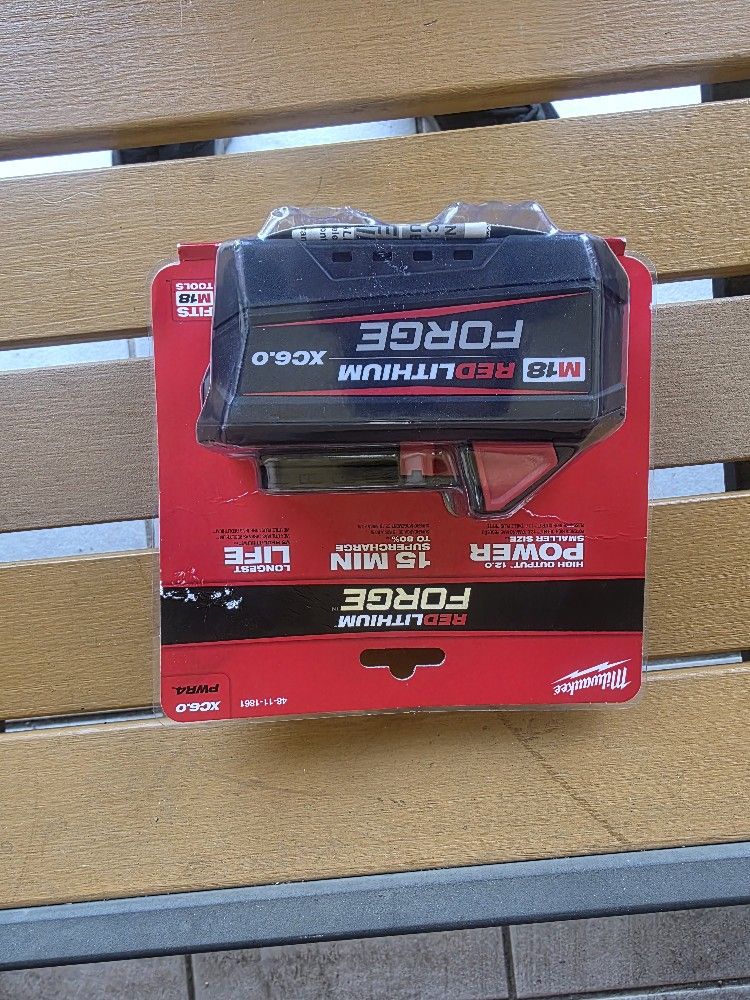 Milwaukee
48-11-1861
XC6.0
PWR4
REDLITHIUM
FORGE
HIGH OUTPUT 12.0
POWER
SMALLER SIZE
15 MIN
SUPERCHARGE
TO 80%
LONGEST
LIFE
M18 REDLITHIUM
FORGE
XC6.0
FITS
M18
TOOLS